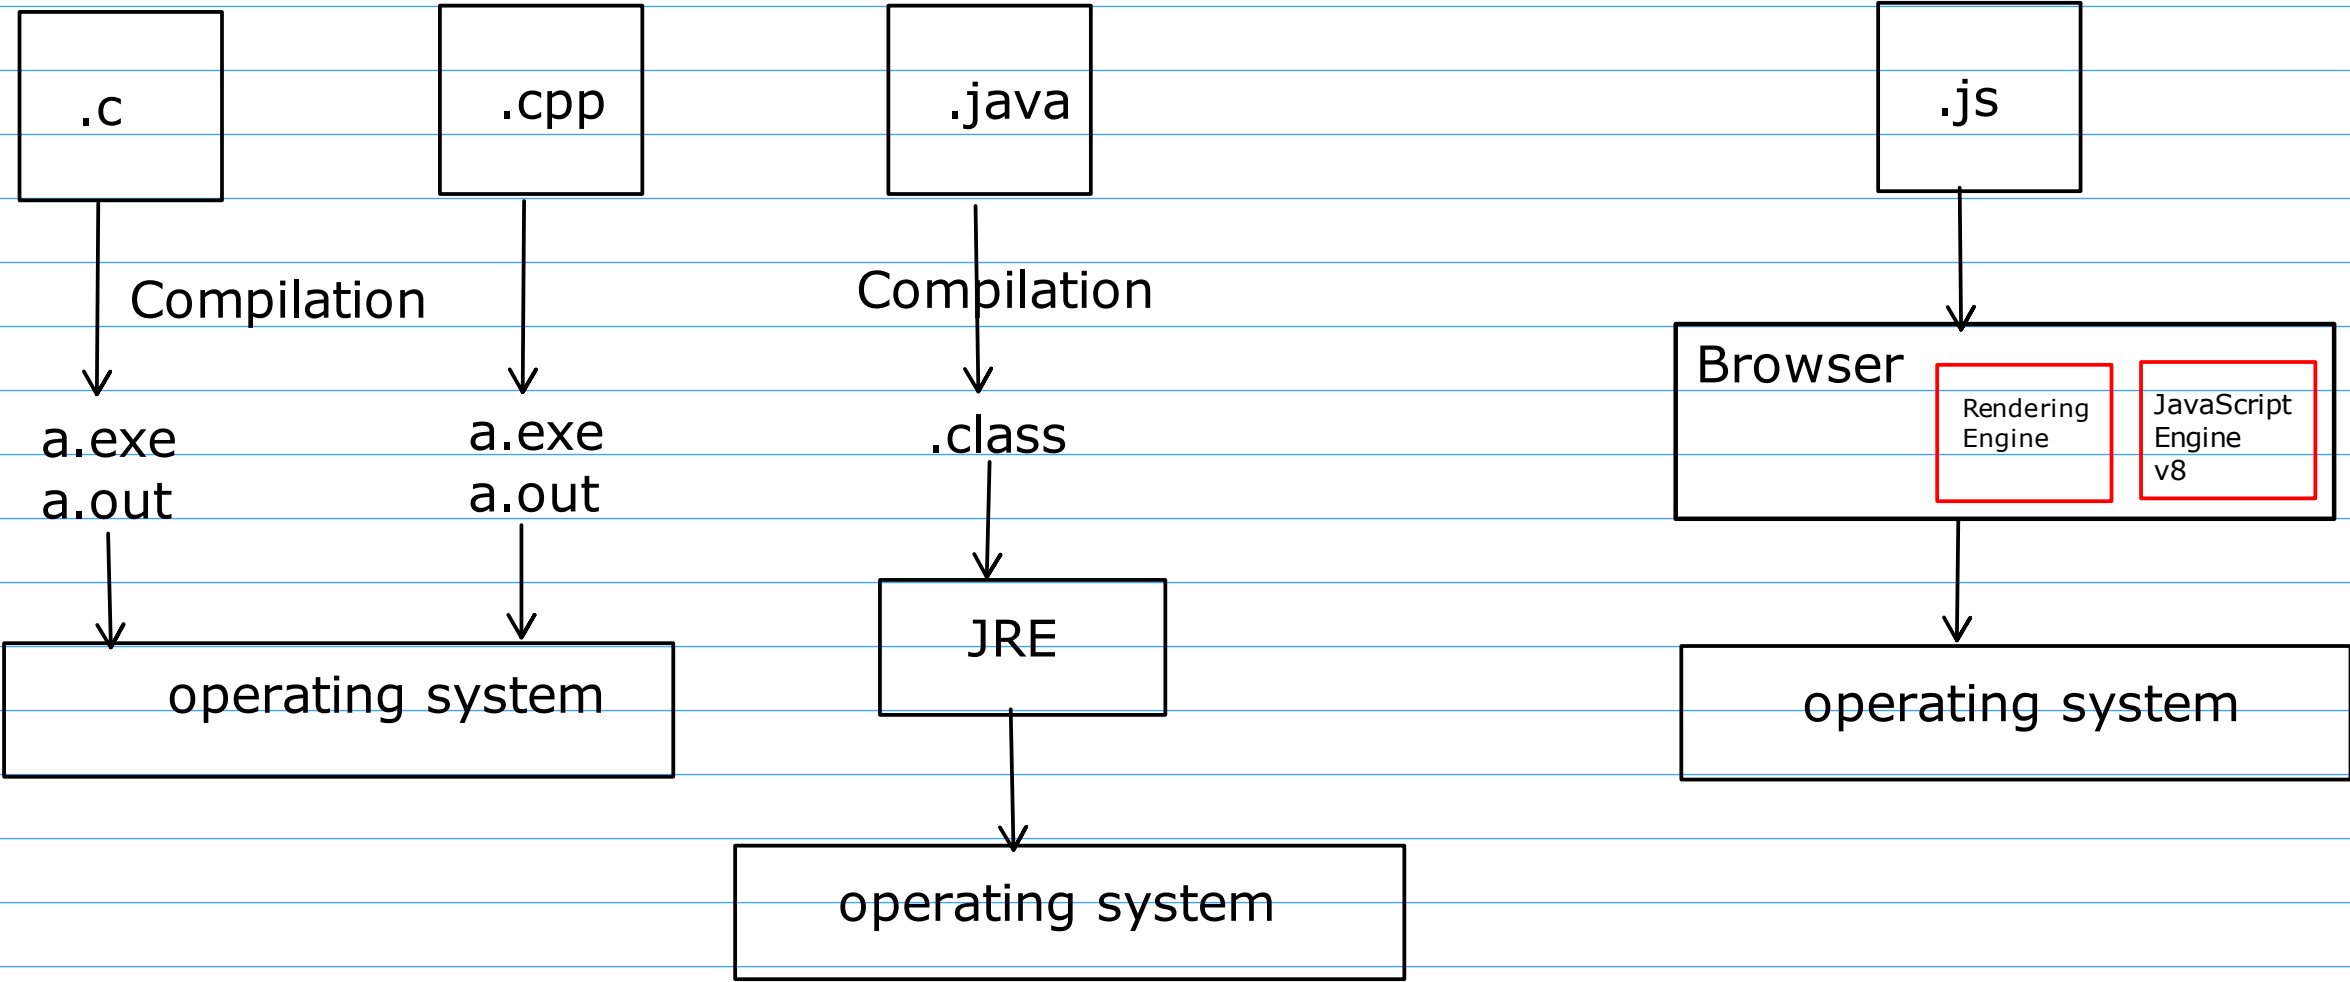 .c
.cpp
.java
.js
Compilation
Compilation
Browser
Rendering
Engine
JavaScript
Engine
v8
a.exe
a.out
a.exe
a.out
.class
JRE
operating system
operating system
operating system